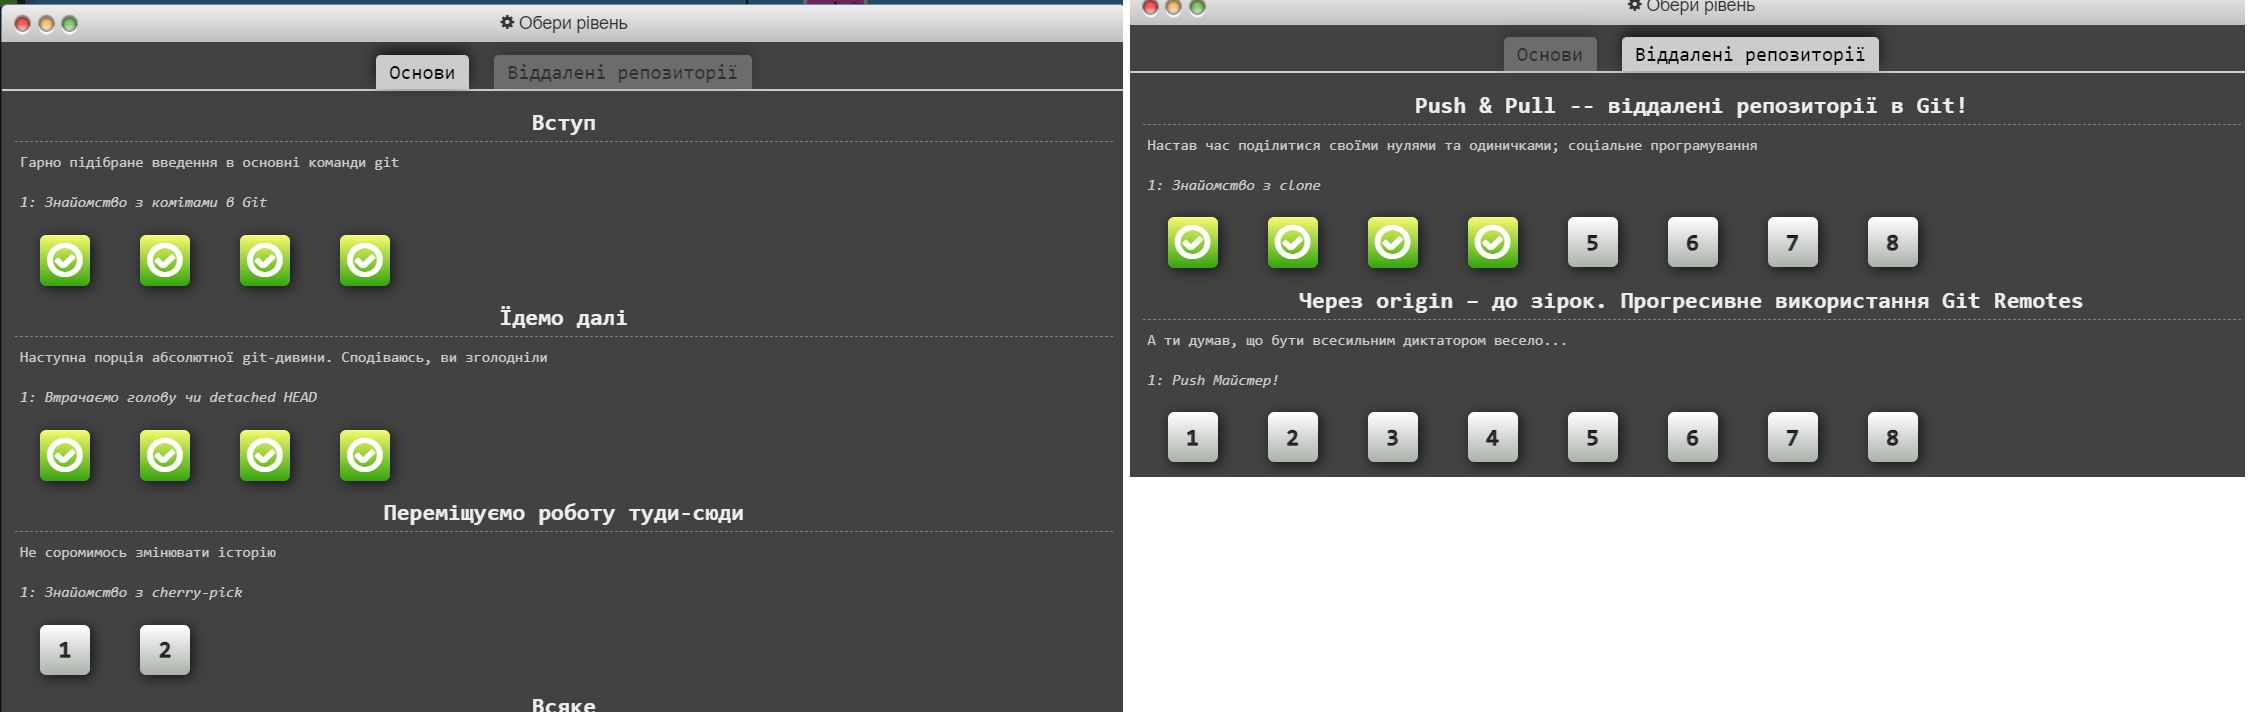 Обери рівень
Основи
Віддалені репозиторії
Вступ
Гарно підібране введення в основні команди git
1: Знайомство з комітами в Git
Їдемо далі
Наступна порція абсолютної git-дивини. Сподіваюсь, ви зголодніли
1: Втрачаємо голову чи detached HEAD
Переміщуємо роботу туди-сюди
Не соромимось змінювати історію
1: Знайомство з cherry-pick
1 2
Всяке
Обери рівень
Основи
Віддалені репозиторії
Push & Pull -- віддалені репозиторії в Git!
Настав час поділитися своїми нулями та одиничками; соціальне програмування
1: Знайомство з clone
5 6 7 8
Через origin – до зірок. Прогресивне використання Git Remotes
А ти думав, що бути всесильним диктатором весело...
1: Push Майстер!
1 2 3 4 5 6 7 8